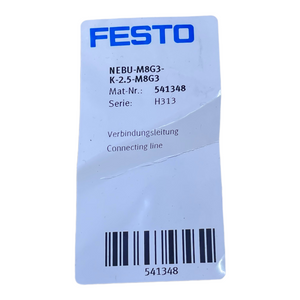 FESTO
NEBU-M8G3-
K-2.5-M8G3
Mat-Nr.: 541348
Serie: H313
Verbindungsleitung
Connecting line
541348